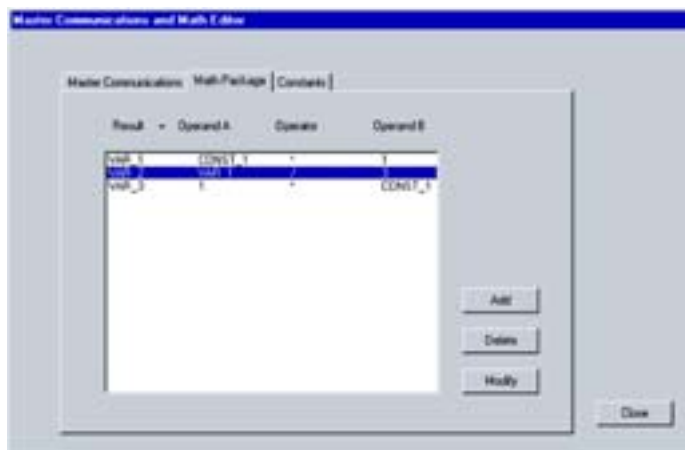 Master Communications and Math Editor
Master Communications Math Package Constants
Result = Operand A Operator Operand B
VAR_1 CONST_1 * 1
VAR_2 VAR_1 /
VAR_3 1 * CONST_1
Add
Delete
Modify
Close